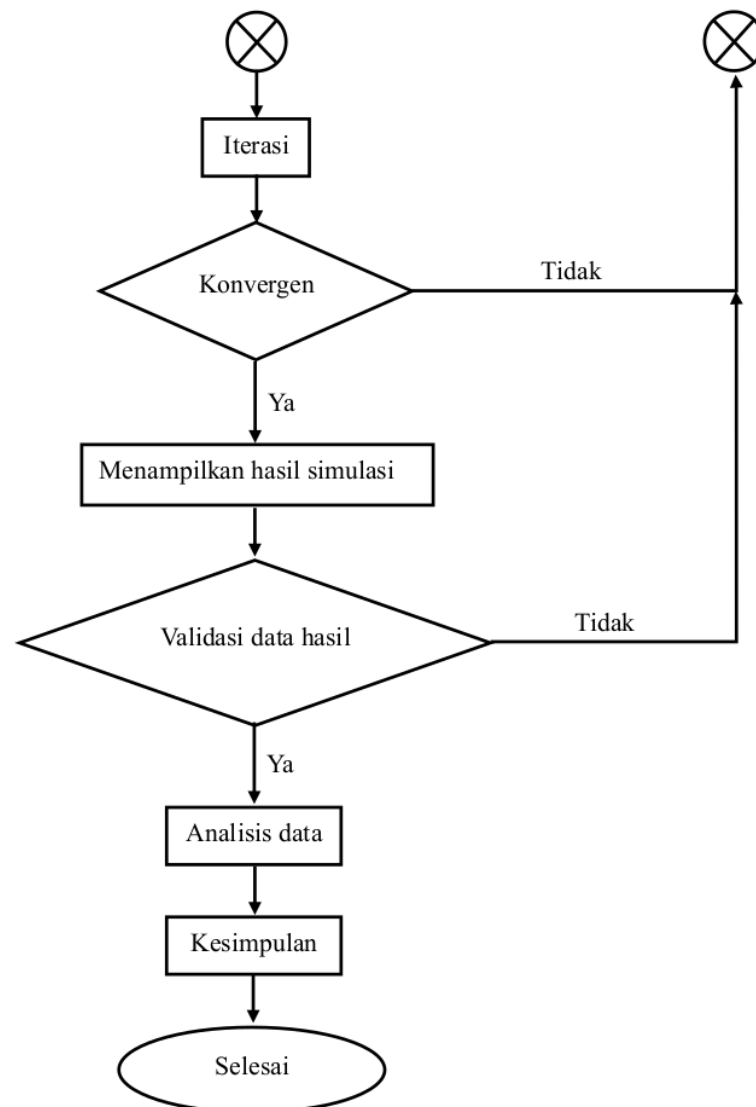 Iterasi
Konvergen
Tidak
Ya
Menampilkan hasil simulasi
Validasi data hasil
Tidak
Ya
Analisis data
Kesimpulan
Selesai